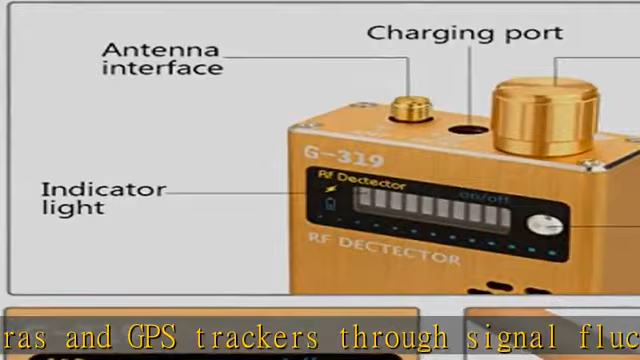 Charging port
Antenna
interface
G-319
RF Dectector
on/off
Indicator
light
RF DECTECTOR
ras and GPS trackers through signal fluc